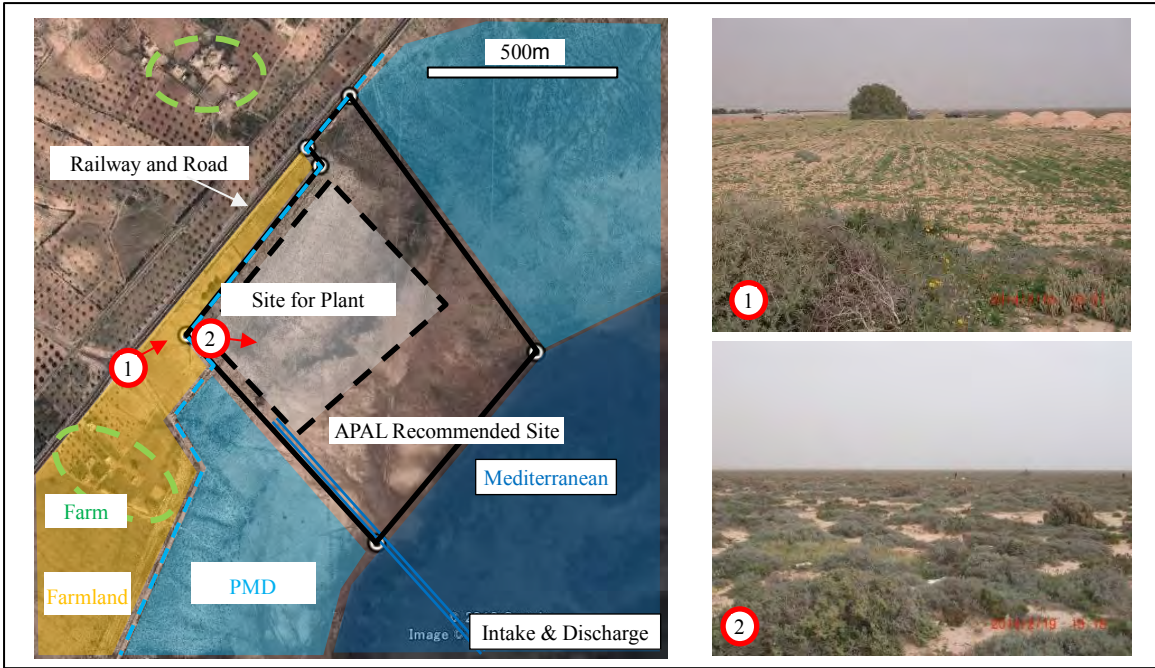 500m
Railway and Road
Site for Plant
1
2
APAL Recommended Site
Mediterranean
Farm
Farmland
PMD
Image ©
Intake & Discharge
1
2